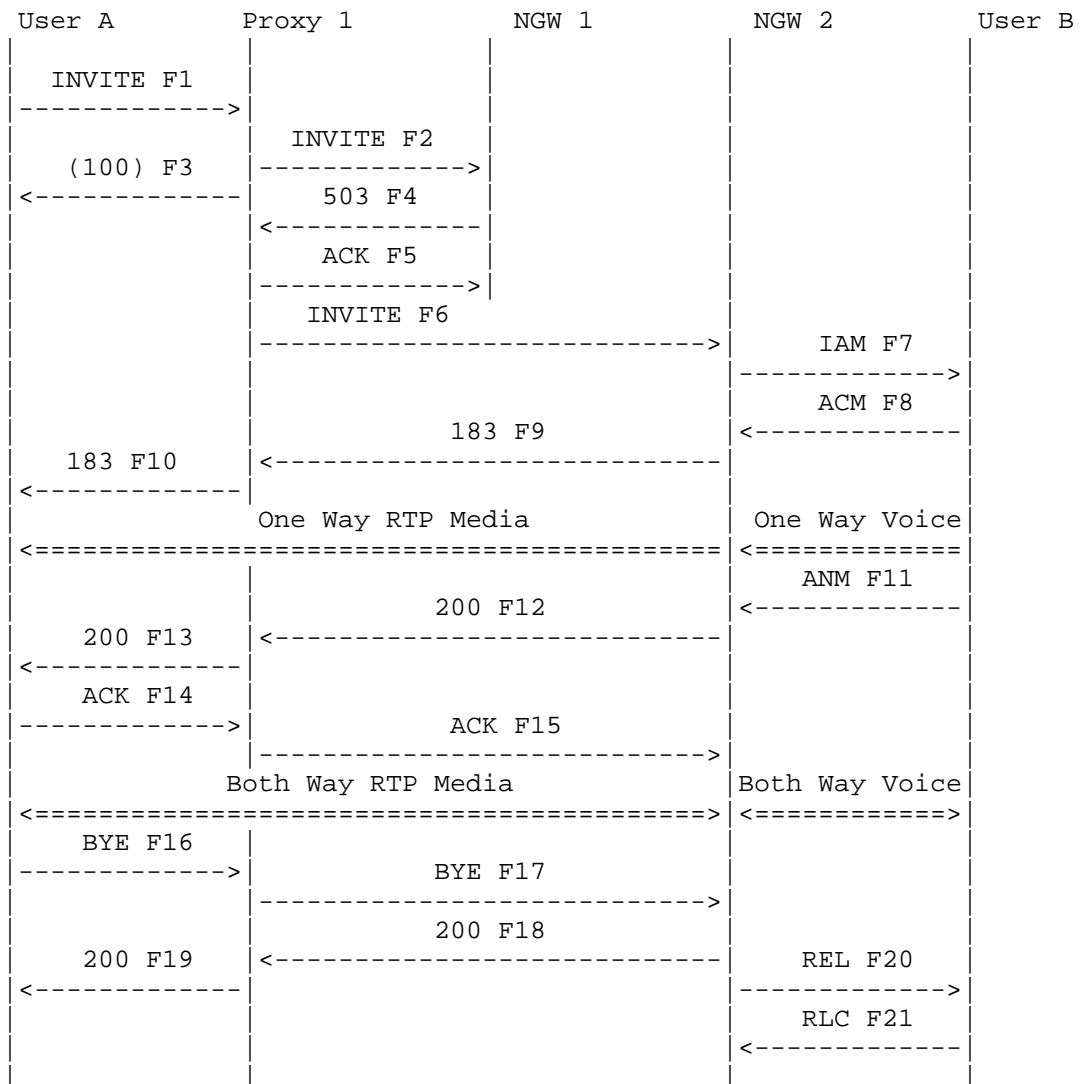 User A Proxy 1 NGW 1 NGW 2 User B
INVITE F1
INVITE F2
(100) F3
503 F4
ACK F5
INVITE F6
IAM F7
ACM F8
183 F9
183 F10
One Way RTP Media One Way Voice
ANM F11
200 F12
200 F13
ACK F14
ACK F15
Both Way RTP Media Both Way Voice
BYE F16
BYE F17
200 F18
200 F19 REL F20
RLC F21